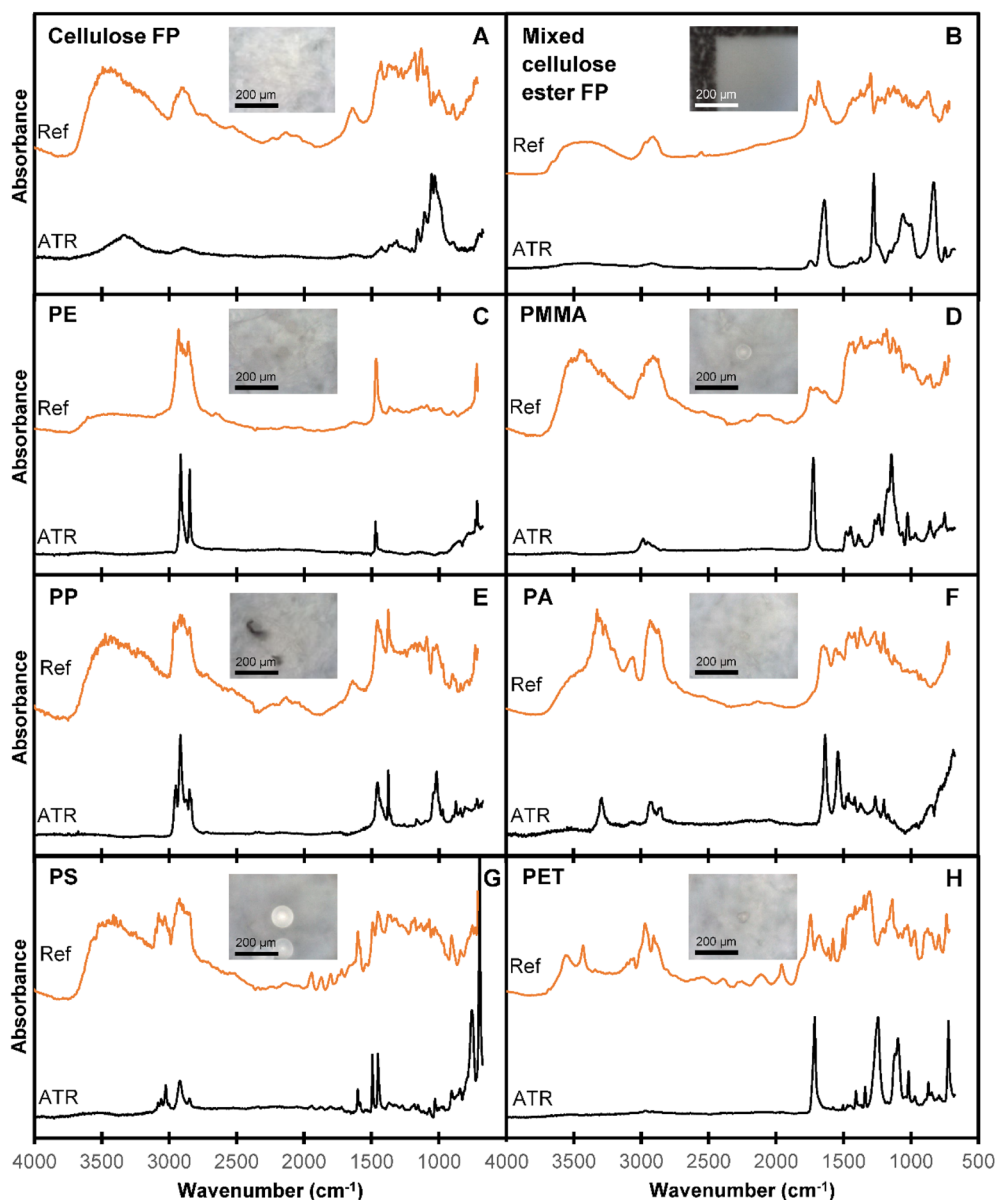 Cellulose FP
A
200 µm
Ref
ATR
Absorbance
Mixed
cellulose
ester FP
B
200 µm
Ref
ATR
PE
C
200 µm
Ref
ATR
Absorbance
PMMA
D
200 µm
Ref
ATR
PP
E
200 µm
Ref
ATR
Absorbance
PA
F
200 µm
Ref
ATR
PS
G
200 µm
Ref
ATR
Absorbance
PET
H
200 µm
Ref
ATR
4000 3500 3000 2500 2000 1500 1000 4000 3500 3000 2500 2000 1500 1000 500
Wavenumber (cm⁻¹) Wavenumber (cm⁻¹)